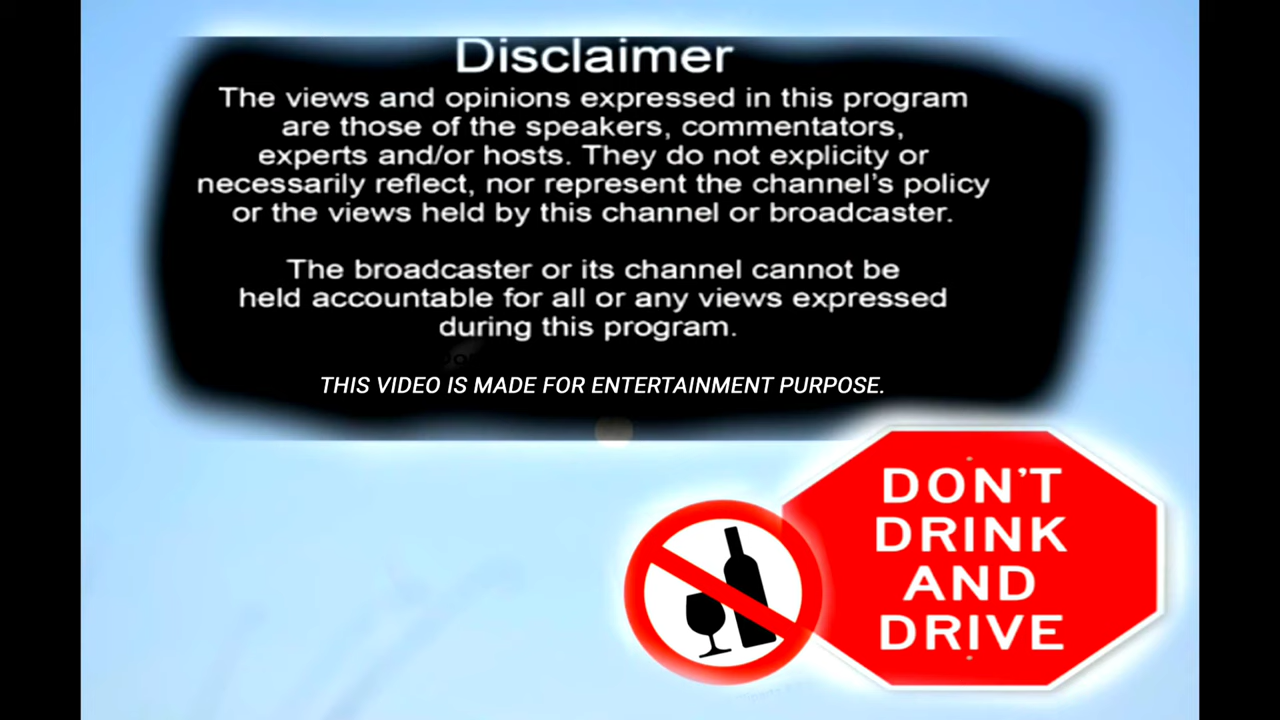 Disclaimer
The views and opinions expressed in this program
are those of the speakers, commentators,
experts and/or hosts. They do not explicity or
necessarily reflect, nor represent the channel's policy
or the views held by this channel or broadcaster.
The broadcaster or its channel cannot be
held accountable for all or any views expressed
during this program.
THIS VIDEO IS MADE FOR ENTERTAINMENT PURPOSE.
DON'T
DRINK
AND
DRIVE